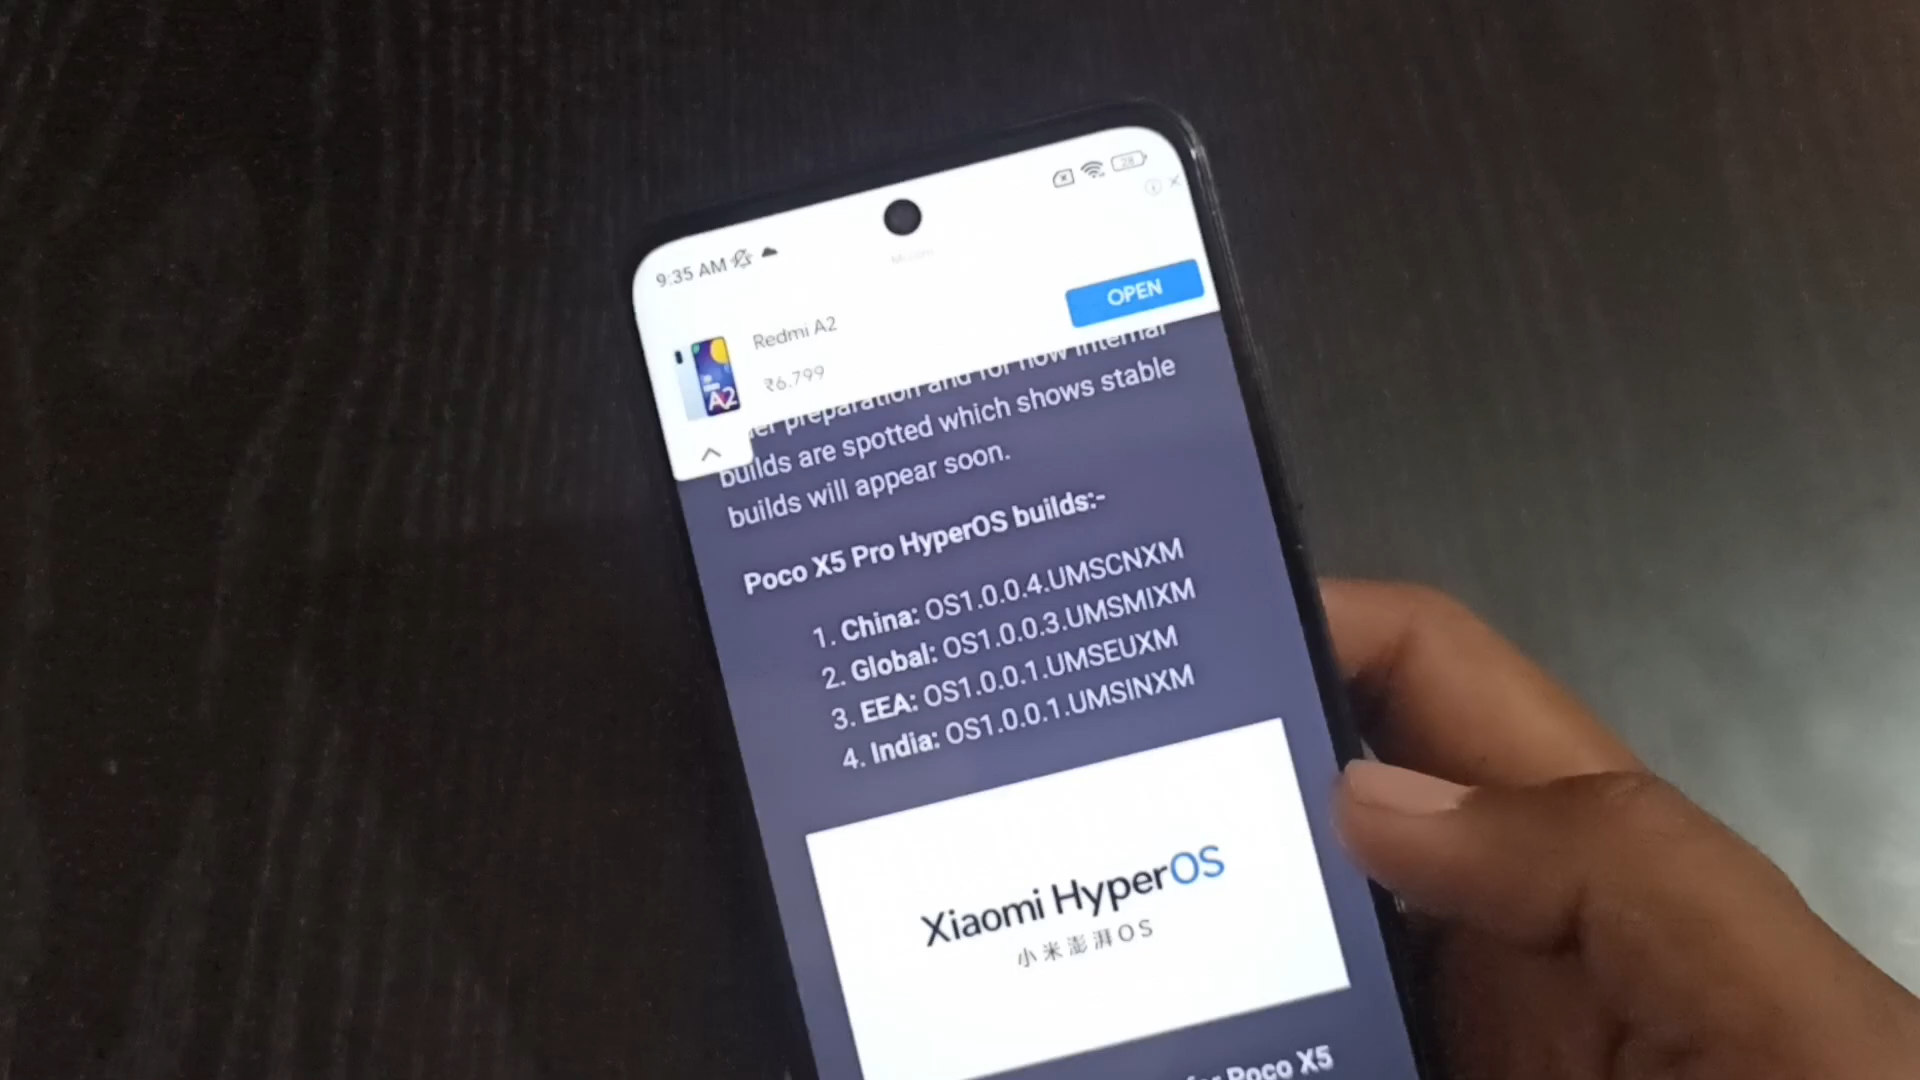 9:35 AM
28
OPEN
Redmi A2
₹6,799
A2
preparation and for now internal
builds are spotted which shows stable
builds will appear soon.
Poco X5 Pro HyperOS builds:-
1. China: OS1.0.0.4.UMSCNXM
2. Global: OS1.0.0.3.UMSMIXM
3. EEA: OS1.0.0.1.UMSEUXM
4. India: OS1.0.0.1.UMSINXM
Xiaomi HyperOS
小米澎湃OS
for Poco X5